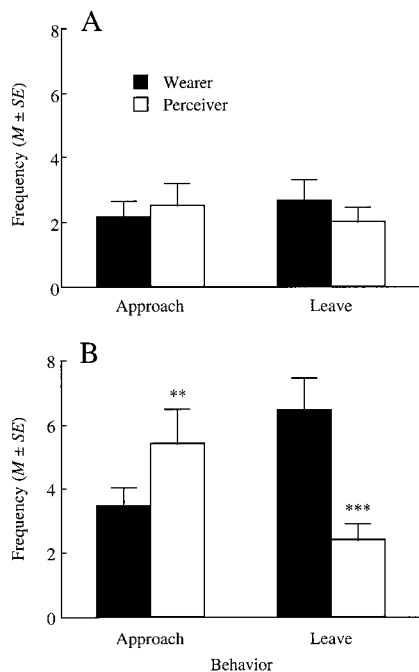 A
8
6
4
2
0
Frequency (M ± SE)
Wearer
Perceiver
Approach
Leave
B
8
6
4
2
0
Frequency (M ± SE)
**
***
Approach
Leave
Behavior